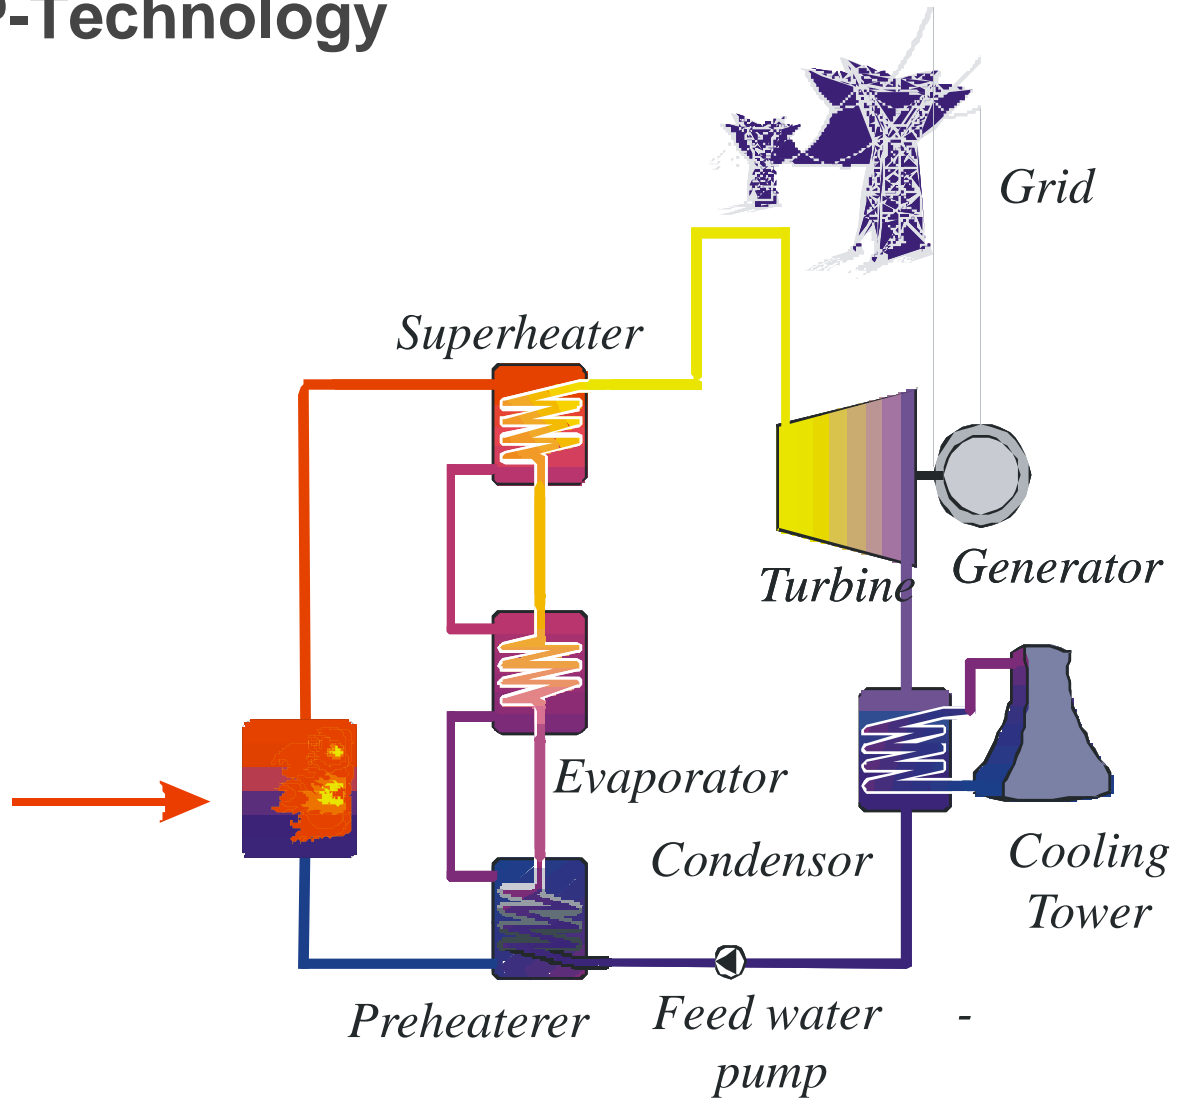 P-Technology
Grid
Superheater
Generator
Turbine
Evaporator
Condensor
Cooling
Tower
Preheaterer
Feed water -
pump